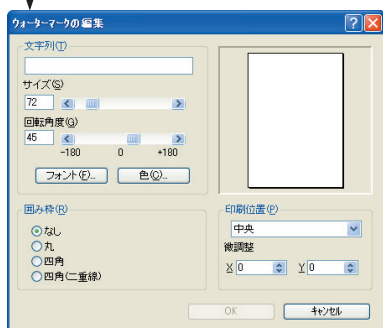 ウォーターマークの編集
文字列(T)
サイズ(S)
72
回転角度(G)
45
-180 0 +180
フォント(F)... 色(C)...
囲み枠(R)
なし
丸
四角
四角(二重線)
印刷位置(P)
中央
微調整
X 0 Y 0
OK キャンセル